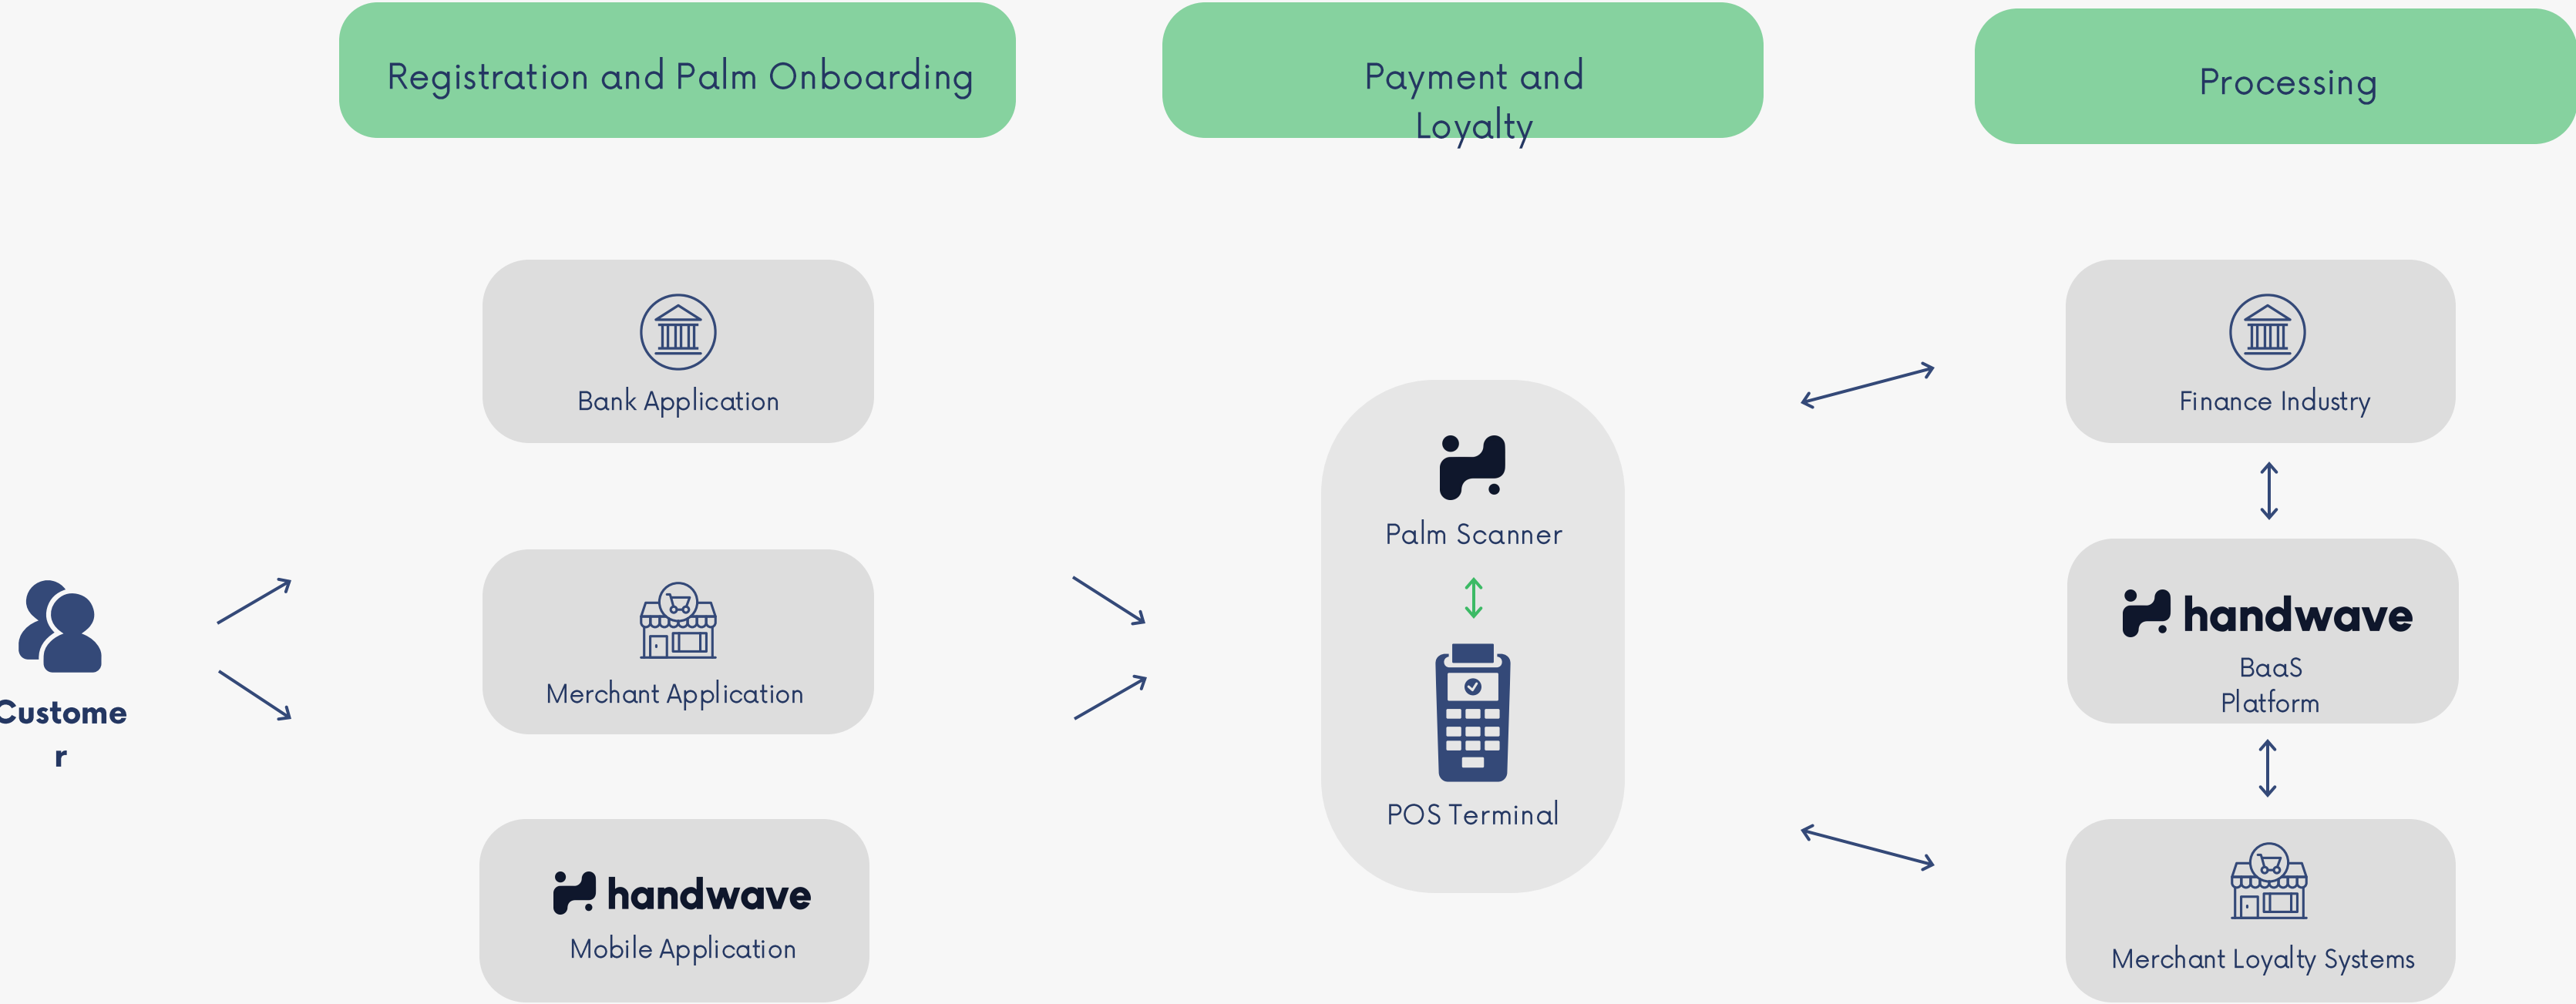 Registration and Palm Onboarding
Payment and
Loyalty
Processing
Bank Application
Merchant Application
handwave
Mobile Application
Custome
r
Palm Scanner
POS Terminal
Finance Industry
handwave
BaaS
Platform
Merchant Loyalty Systems